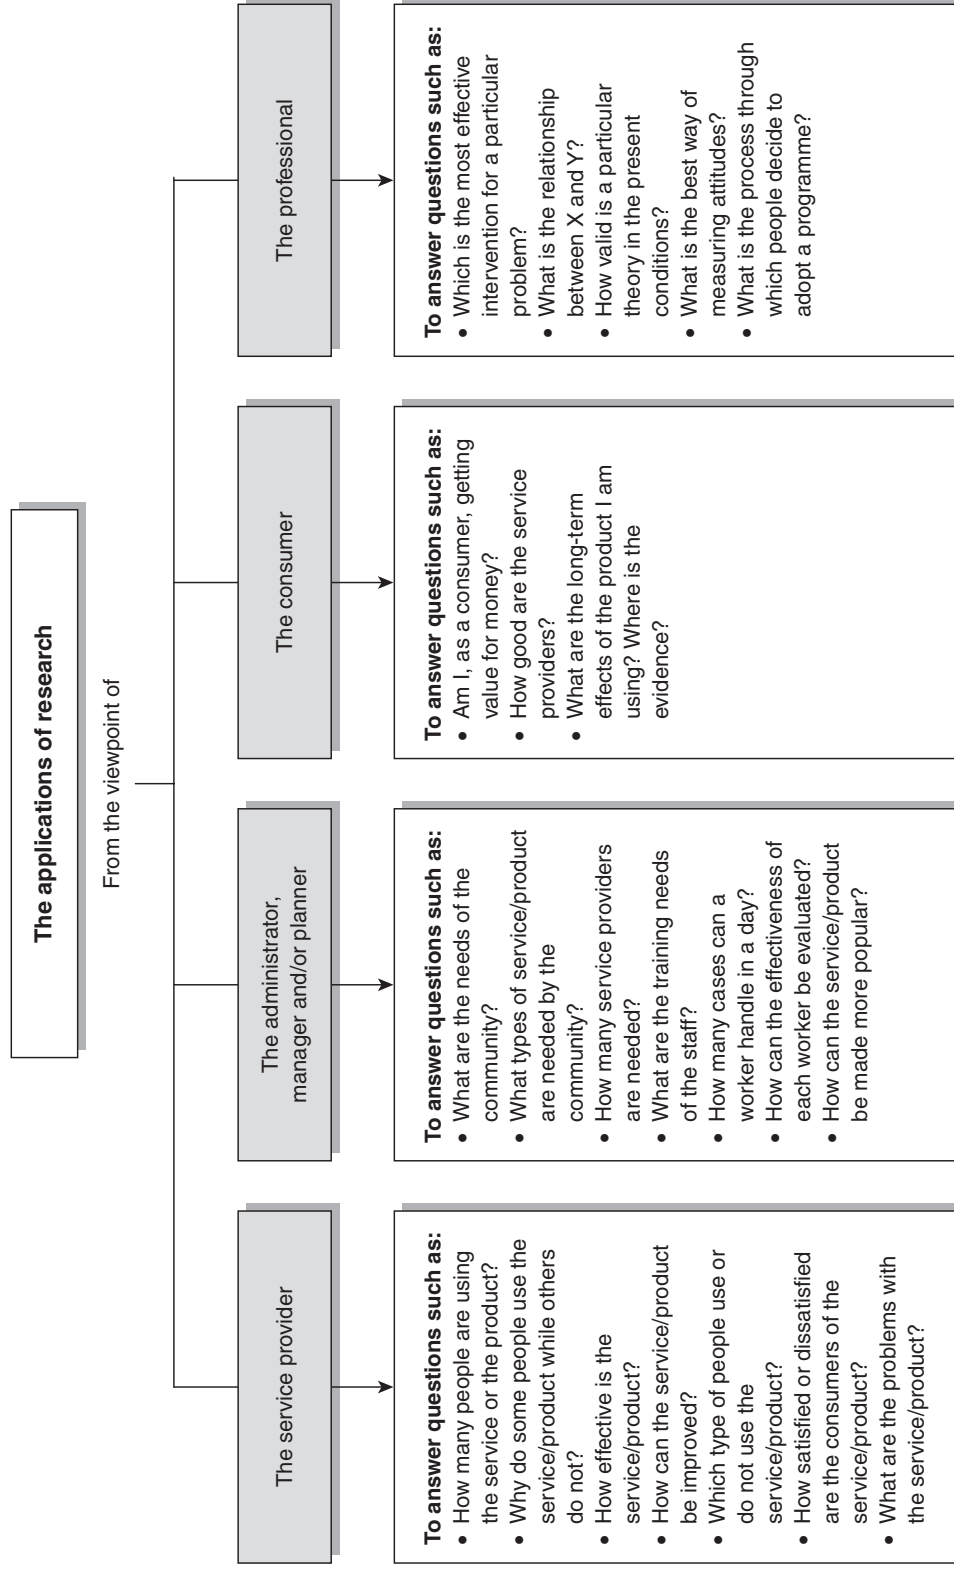 The applications of research
From the viewpoint of
The service provider
To answer questions such as:
• How many people are using
the service or the product?
• Why do some people use the
service/product while others
do not?
• How effective is the
service/product?
• How can the service/product
be improved?
• Which type of people use or
do not use the
service/product?
• How satisfied or dissatisfied
are the consumers of the
service/product?
• What are the problems with
the service/product?
The administrator,
manager and/or planner
To answer questions such as:
• What are the needs of the
community?
• What types of service/product
are needed by the
community?
• How many service providers
are needed?
• What are the training needs
of the staff?
• How many cases can a
worker handle in a day?
• How can the effectiveness of
each worker be evaluated?
• How can the service/product
be made more popular?
The consumer
To answer questions such as:
• Am I, as a consumer, getting
value for money?
• How good are the service
providers?
• What are the long-term
effects of the product I am
using? Where is the
evidence?
The professional
To answer questions such as:
• Which is the most effective
intervention for a particular
problem?
• What is the relationship
between X and Y?
• How valid is a particular
theory in the present
conditions?
• What is the best way of
measuring attitudes?
• What is the process through
which people decide to
adopt a programme?